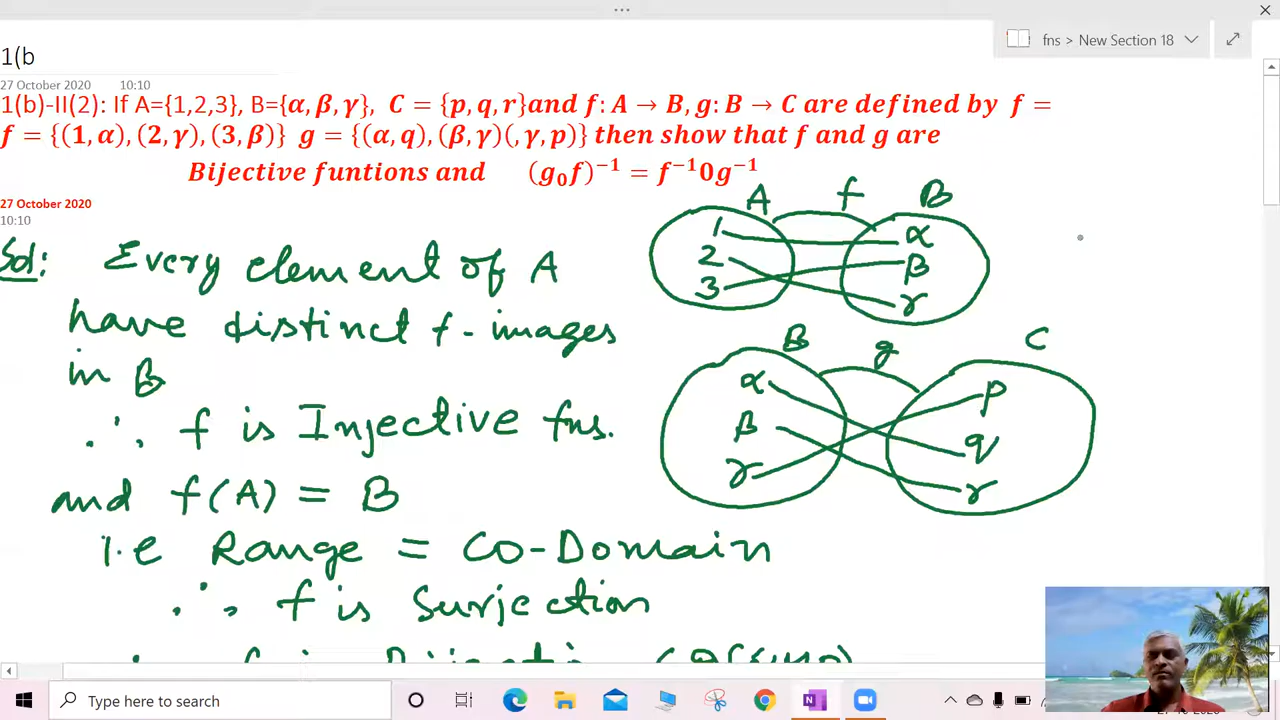 fns > New Section 18
1(b
27 October 2020 10:10
1(b)-II(2): If A={1,2,3}, B={α, β, γ}, C = {p, q, r}and f: A → B, g: B → C are defined by f =
f = {(1, α), (2, γ), (3, β)} g = {(α, q), (β, γ)(, γ, p)} then show that f and g are
Bijective funtions and (g₀f)⁻¹ = f⁻¹0g⁻¹
27 October 2020
10:10
Sol: Every element of A
have distinct f-images
in B
∴ f is Injective fns.
and f(A) = B
i.e Range = Co-Domain
∴ f is Surjection
A f B
1 α
2 β
3 γ
B g C
α p
β q
γ r
Type here to search